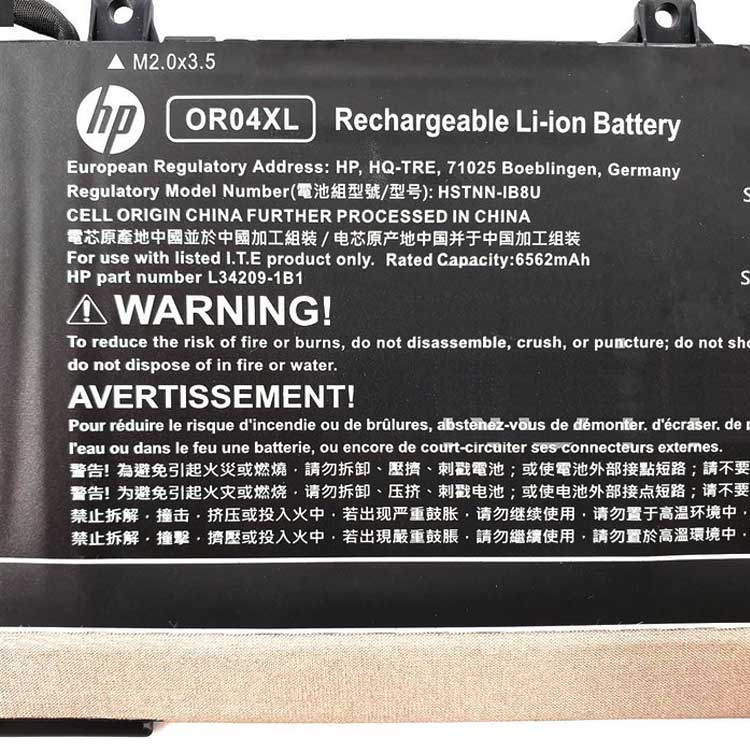 ▲ M2.0x3.5
hp OR04XL Rechargeable Li-ion Battery
European Regulatory Address: HP, HQ-TRE, 71025 Boeblingen, Germany
Regulatory Model Number(電池組型號/型号): HSTNN-IB8U
CELL ORIGIN CHINA FURTHER PROCESSED IN CHINA
電芯原產地中國並於中國加工組裝 / 电芯原产地中国并于中国加工组装
For use with listed I.T.E product only. Rated Capacity:6562mAh
HP part number L34209-1B1
WARNING!
To reduce the risk of fire or burns, do not disassemble, crush, or puncture; do not sho
do not dispose of in fire or water.
AVERTISSEMENT!
Pour réduire le risque d'incendie ou de brûlures, abstenez-vous de démonter. d'écraser. de
l'eau ou dans le feu une batterie, ou encore de court-circuiter ses connecteurs externes.
警告! 為避免引起火災或燃燒，請勿拆卸、壓擠、刺戳電池；或使電池外部接點短路；請不要
警告! 为避免引起火灾或燃烧，请勿拆卸、压挤、刺戳电池；或使电池外部接点短路；请不要
禁止拆解，撞击，挤压或投入火中，若出现严重鼓胀，请勿继续使用，请勿置于高温环境中，
禁止拆解，撞擊，擠壓或投入火中，若出現嚴重鼓脹，請勿繼續使用，請勿置於高溫環境中，